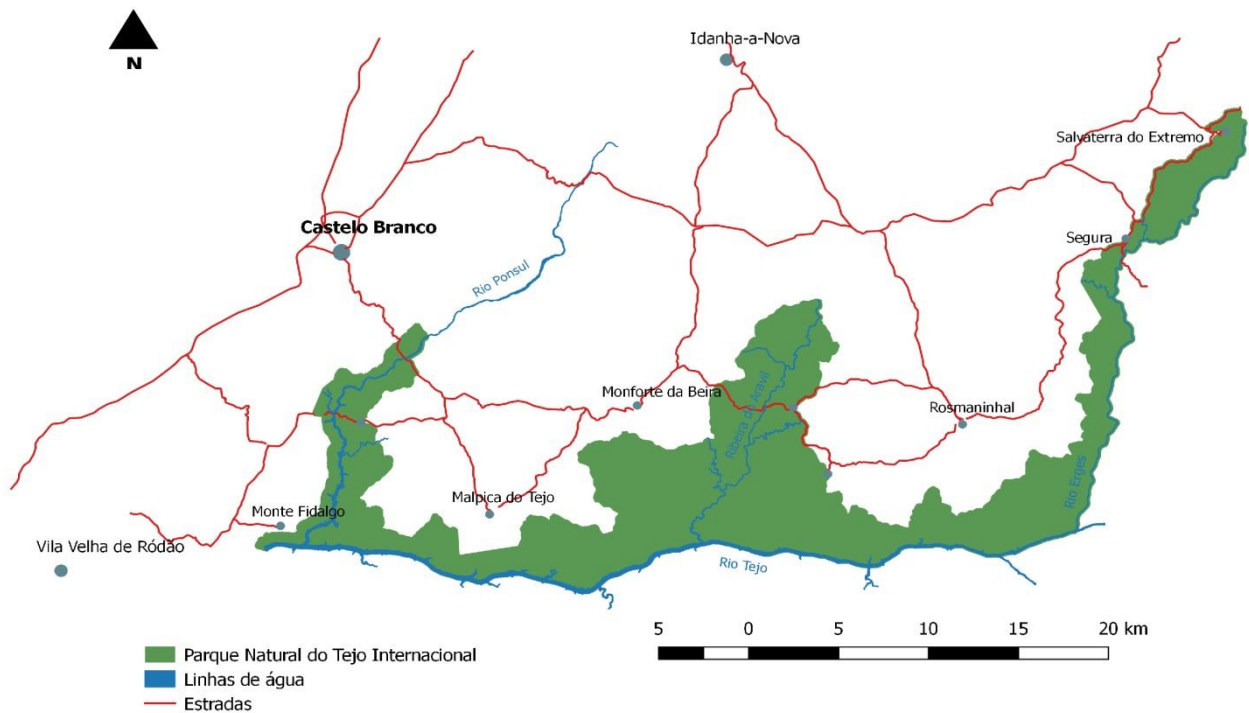 N
Idanha-a-Nova
Salvaterra do Extremo
Castelo Branco
Segura
Rio Ponsul
Monforte da Beira
Ribeira do Aravil
Rosmaninhal
Malpica do Tejo
Monte Fidalgo
Rio Erges
Vila Velha de Ródão
Rio Tejo
5 0 5 10 15 20 km
Parque Natural do Tejo Internacional
Linhas de água
Estradas